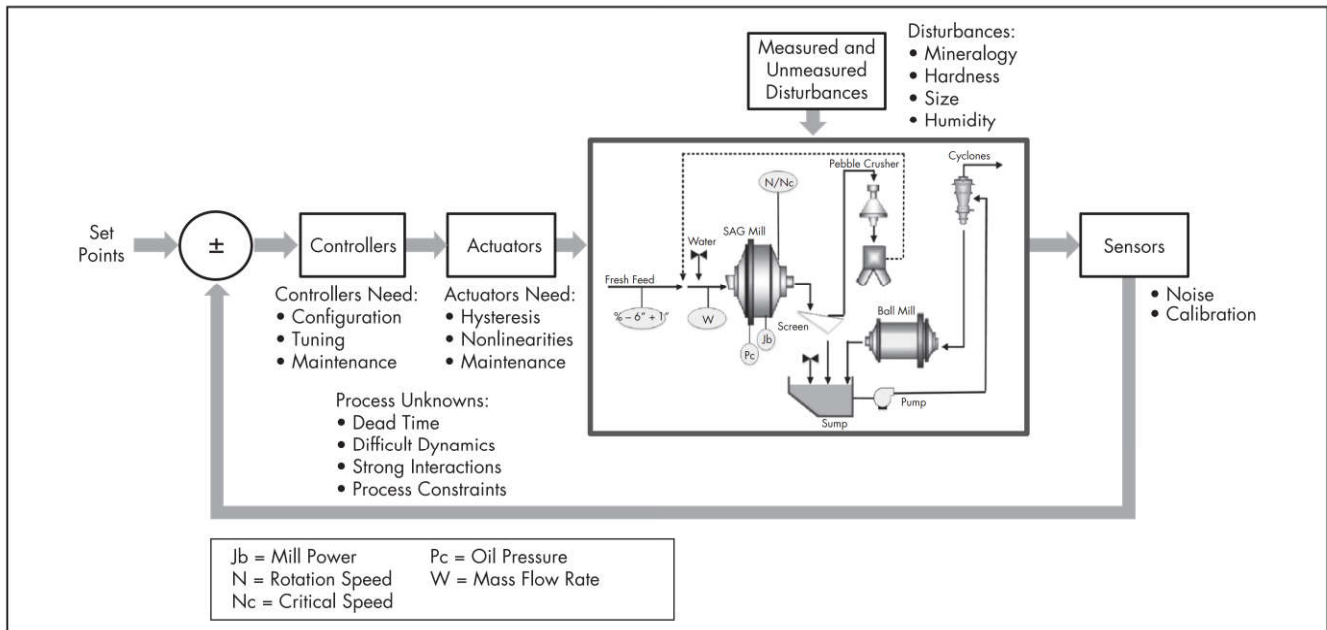 Measured and
Unmeasured
Disturbances
Disturbances:
• Mineralogy
• Hardness
• Size
• Humidity
Set
Points
±
Controllers
Actuators
Sensors
Controllers Need:
• Configuration
• Tuning
• Maintenance
Actuators Need:
• Hysteresis
• Nonlinearities
• Maintenance
Process Unknowns:
• Dead Time
• Difficult Dynamics
• Strong Interactions
• Process Constraints
• Noise
• Calibration
Pebble Crusher
Cyclones
N/Nc
SAG Mill
Water
Fresh Feed
% – 6" + 1"
W
Jb
Pc
Screen
Ball Mill
Pump
Sump
Jb = Mill Power
N = Rotation Speed
Nc = Critical Speed
Pc = Oil Pressure
W = Mass Flow Rate